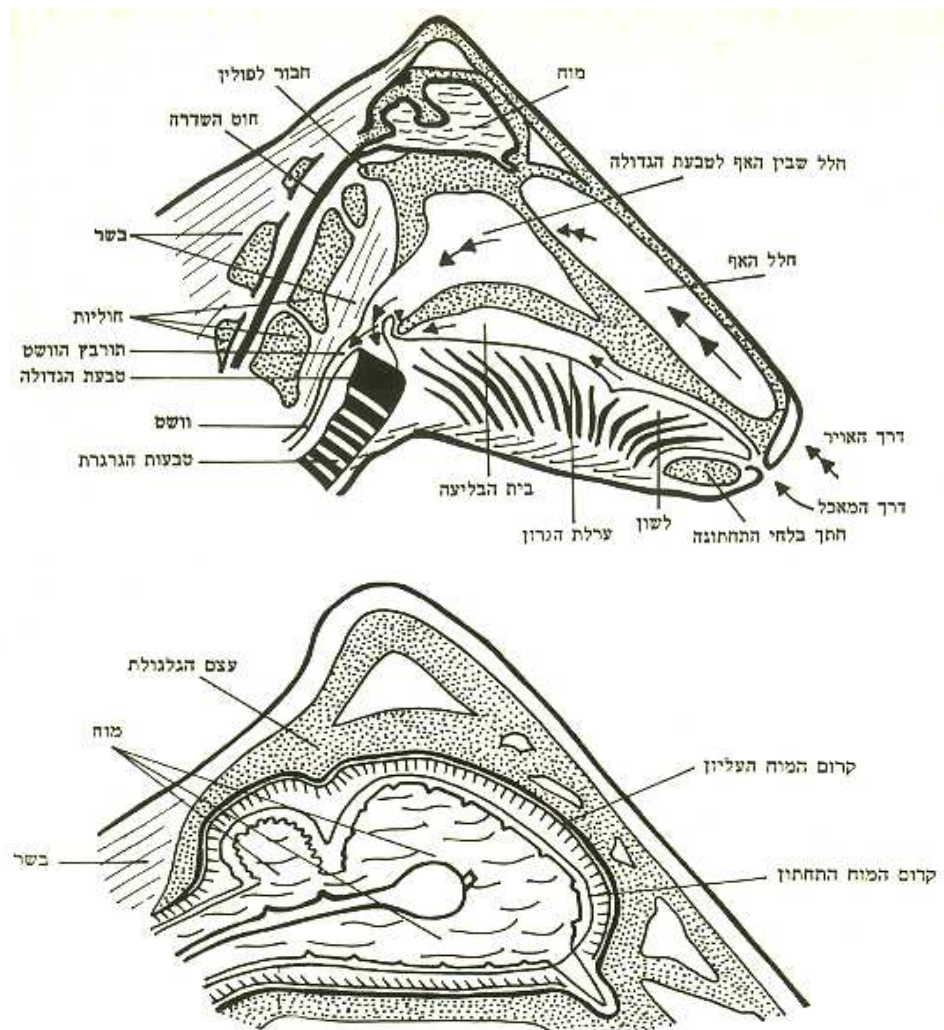 מוח
חבור לפולין
חוט השדרה
חלל שבין האף לטבעת הגדולה
בשר
חלל האף
חוליות
תורבץ הוושט
טבעת הגדולה
וושט
דרך האויר
טבעות הגרגרת
בית הבליעה
דרך המאכל
לשון
ערלת הגרון
חתך בלחי התחתונה
עצם הגלגולת
מוח
קרום המוח העליון
בשר
קרום המוח התחתון